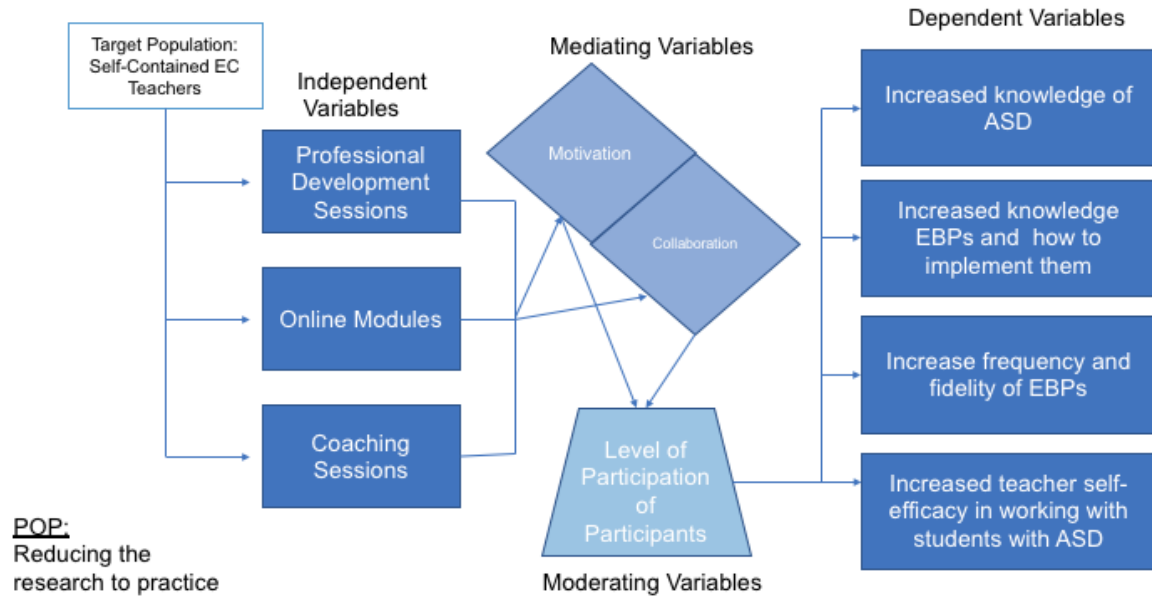 Target Population:
Self-Contained EC
Teachers
Independent
Variables
Professional
Development
Sessions
Online Modules
Coaching
Sessions
POP:
Reducing the
research to practice
Mediating Variables
Motivation
Collaboration
Level of
Participation
of
Participants
Moderating Variables
Dependent Variables
Increased knowledge of
ASD
Increased knowledge
EBPs and how to
implement them
Increase frequency and
fidelity of EBPs
Increased teacher self-
efficacy in working with
students with ASD